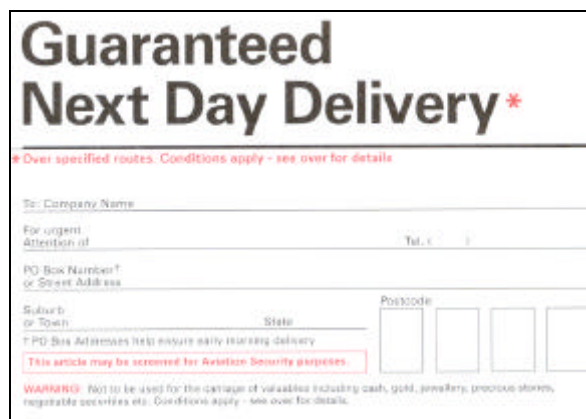 Guaranteed
Next Day Delivery*
* Over specified routes. Conditions apply - see over for details
To: Company Name
For urgent
Attention of Tel. ( )
PO Box Number†
or Street Address
Suburb
or Town State Postcode
† PO Box Addresses help ensure early morning delivery
This article may be screened for Aviation Security purposes.
WARNING: Not to be used for the carriage of valuables including cash, gold, jewellery, precious stones,
negotiable securities etc. Conditions apply - see over for details.